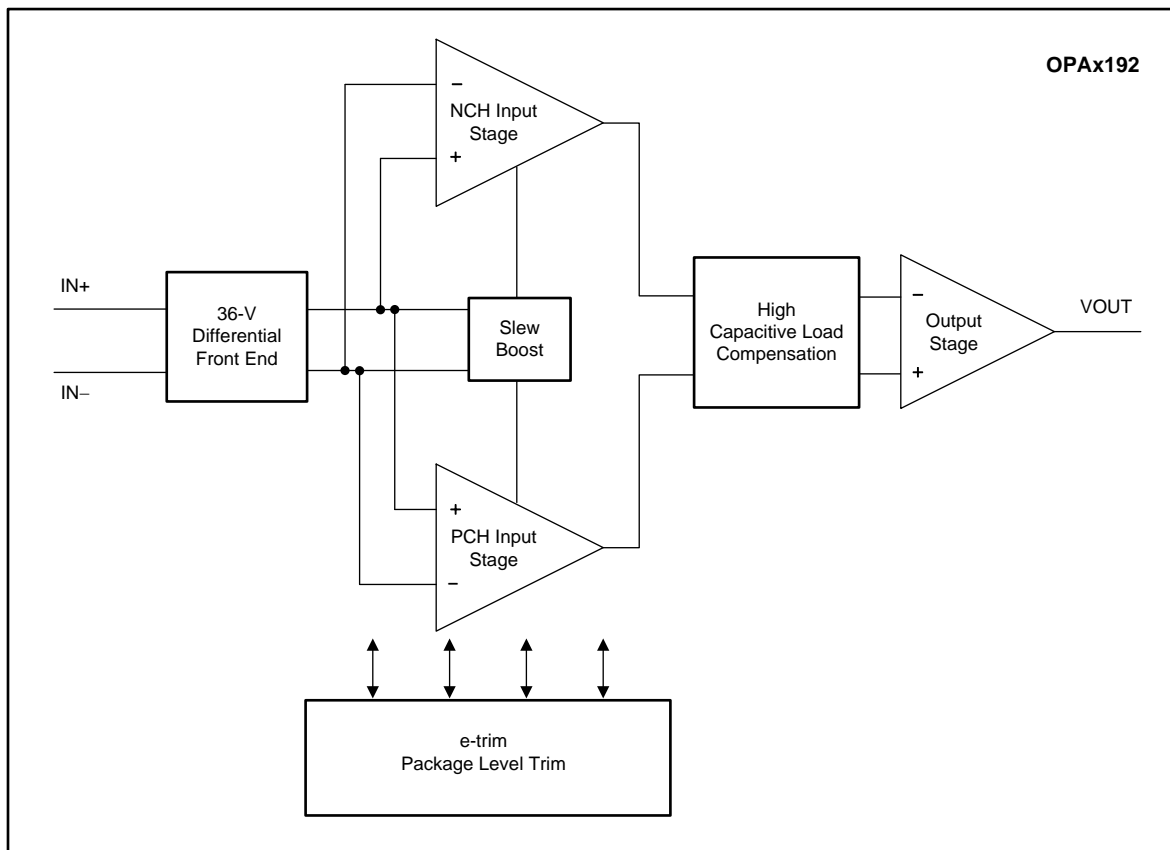 OPAx192
−
NCH Input
Stage
+
IN+
IN−
36-V
Differential
Front End
Slew
Boost
High
Capacitive Load
Compensation
−
Output
Stage
+
VOUT
+
PCH Input
Stage
−
e-trim
Package Level Trim